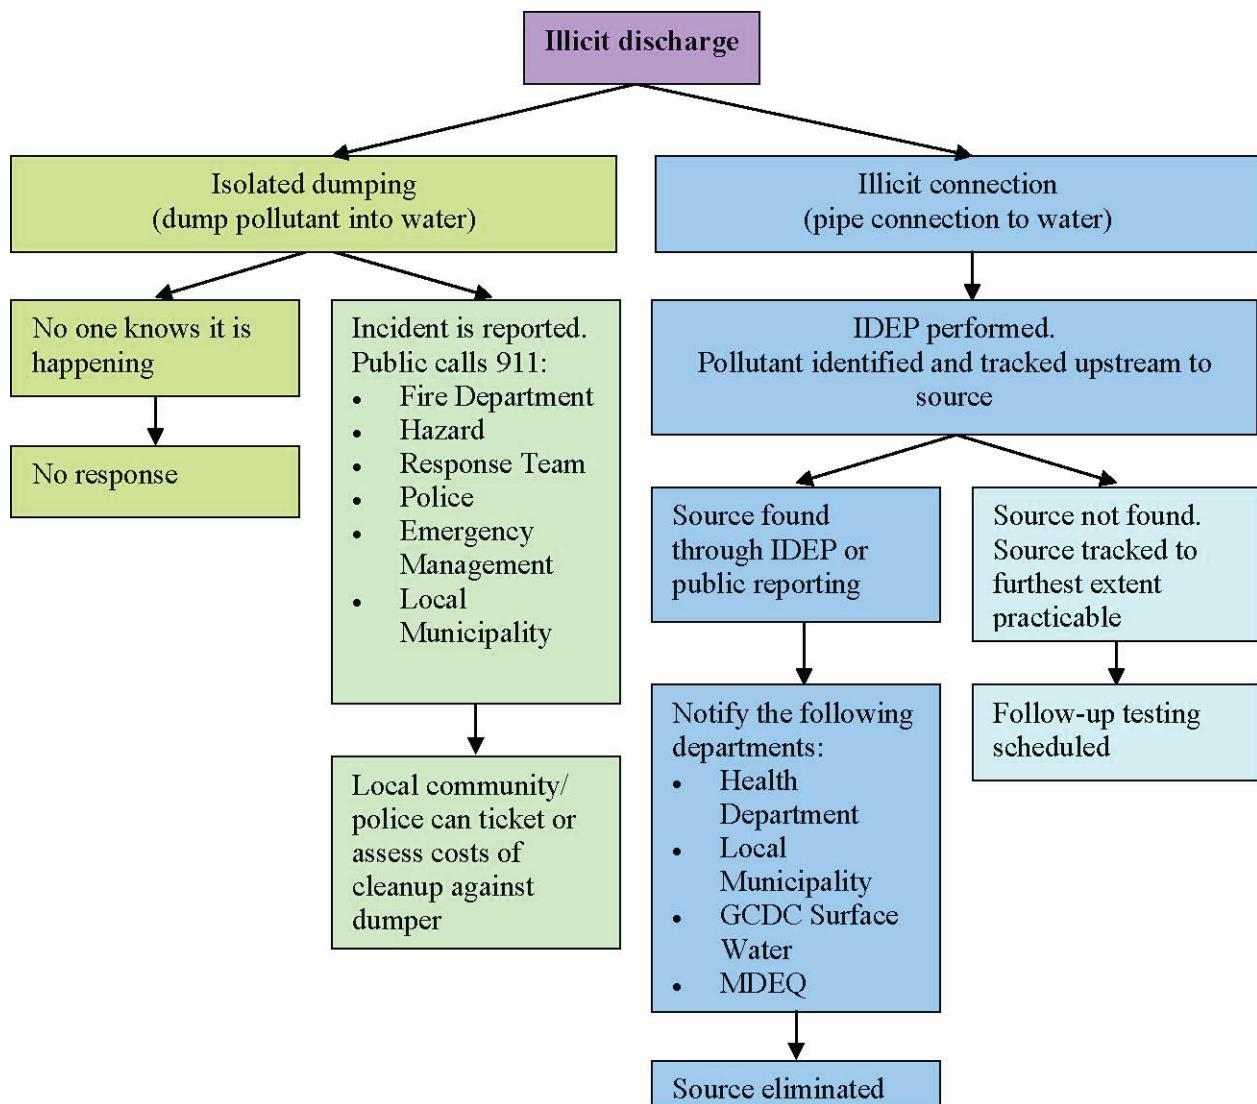 Illicit discharge
Isolated dumping
(dump pollutant into water)
Illicit connection
(pipe connection to water)
No one knows it is
happening
No response
Incident is reported.
Public calls 911:
• Fire Department
• Hazard
• Response Team
• Police
• Emergency
Management
• Local
Municipality
Local community/
police can ticket or
assess costs of
cleanup against
dumper
IDEP performed.
Pollutant identified and tracked upstream to
source
Source found
through IDEP or
public reporting
Notify the following
departments:
• Health
Department
• Local
Municipality
• GCDC Surface
Water
• MDEQ
Source eliminated
Source not found.
Source tracked to
furthest extent
practicable
Follow-up testing
scheduled